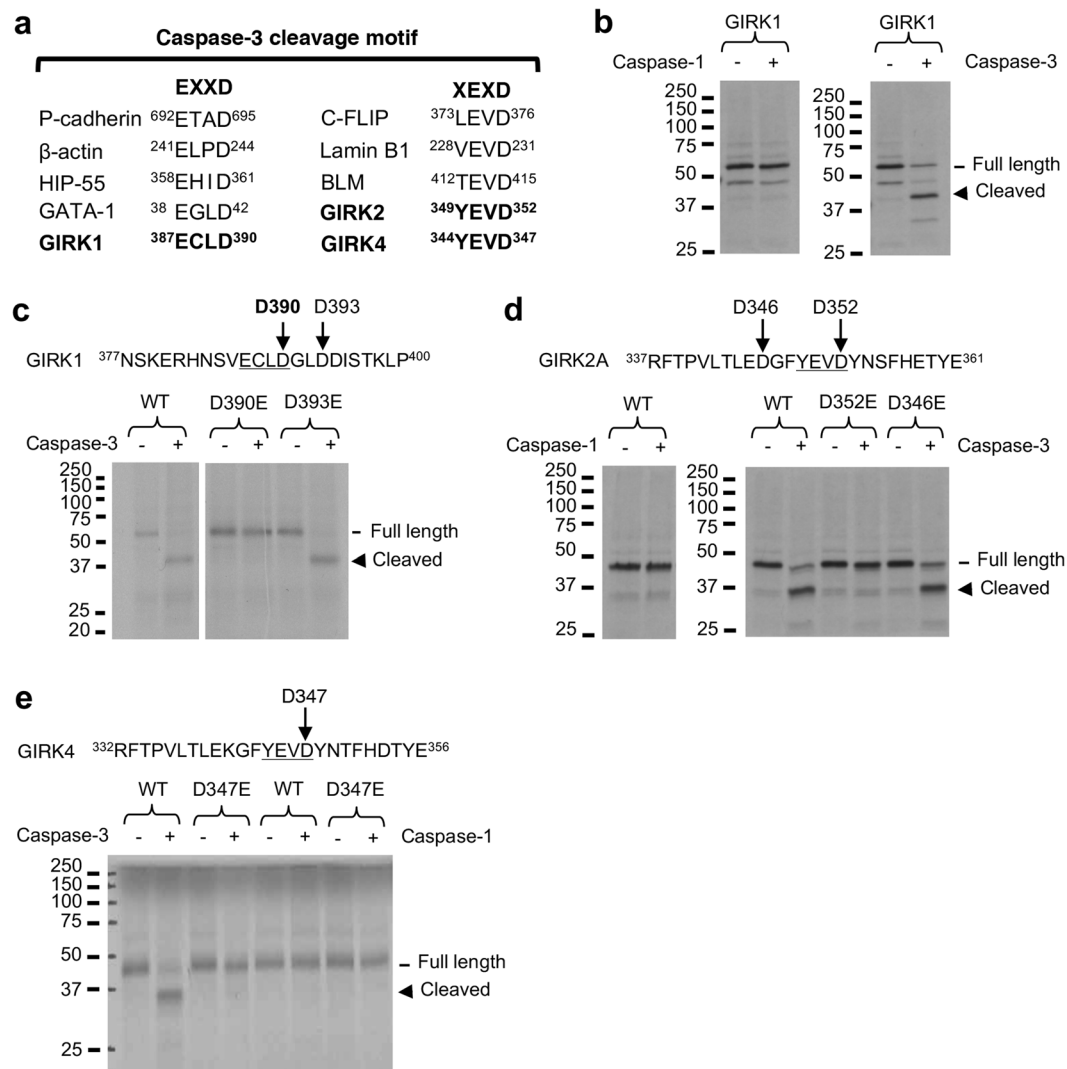 a
Caspase-3 cleavage motif
EXXD XEXD
P-cadherin 692ETAD695 C-FLIP 373LEVD376
β-actin 241ELPD244 Lamin B1 228VEVD231
HIP-55 358EHID361 BLM 412TEVD415
GATA-1 38 EGLD42 GIRK2 349YEVD352
GIRK1 387ECLD390 GIRK4 344YEVD347
b
GIRK1 GIRK1
Caspase-1 - + - + Caspase-3
250
150
100
75
50
37
25
250
150
100
75
50
37
25
– Full length
Cleaved
c
D390 D393
GIRK1 377NSKERHNSVECLDGLDDISTKLP400
WT D390E D393E
Caspase-3 - + - + - +
250
150
100
75
50
37
25
20
– Full length
Cleaved
d
D346 D352
GIRK2A 337RFTPVLTLEDGFYEVDYNSFHETYE361
WT WT D352E D346E
Caspase-1 - + - + - + - + Caspase-3
250
150
100
75
50
37
25
250
150
100
75
50
37
25
– Full length
Cleaved
e
D347
GIRK4 332RFTPVLTLEKGFYEVDYNTFHDTYE356
WT D347E WT D347E
Caspase-3 - + - + - + - + Caspase-1
250
150
100
75
50
37
25
– Full length
Cleaved